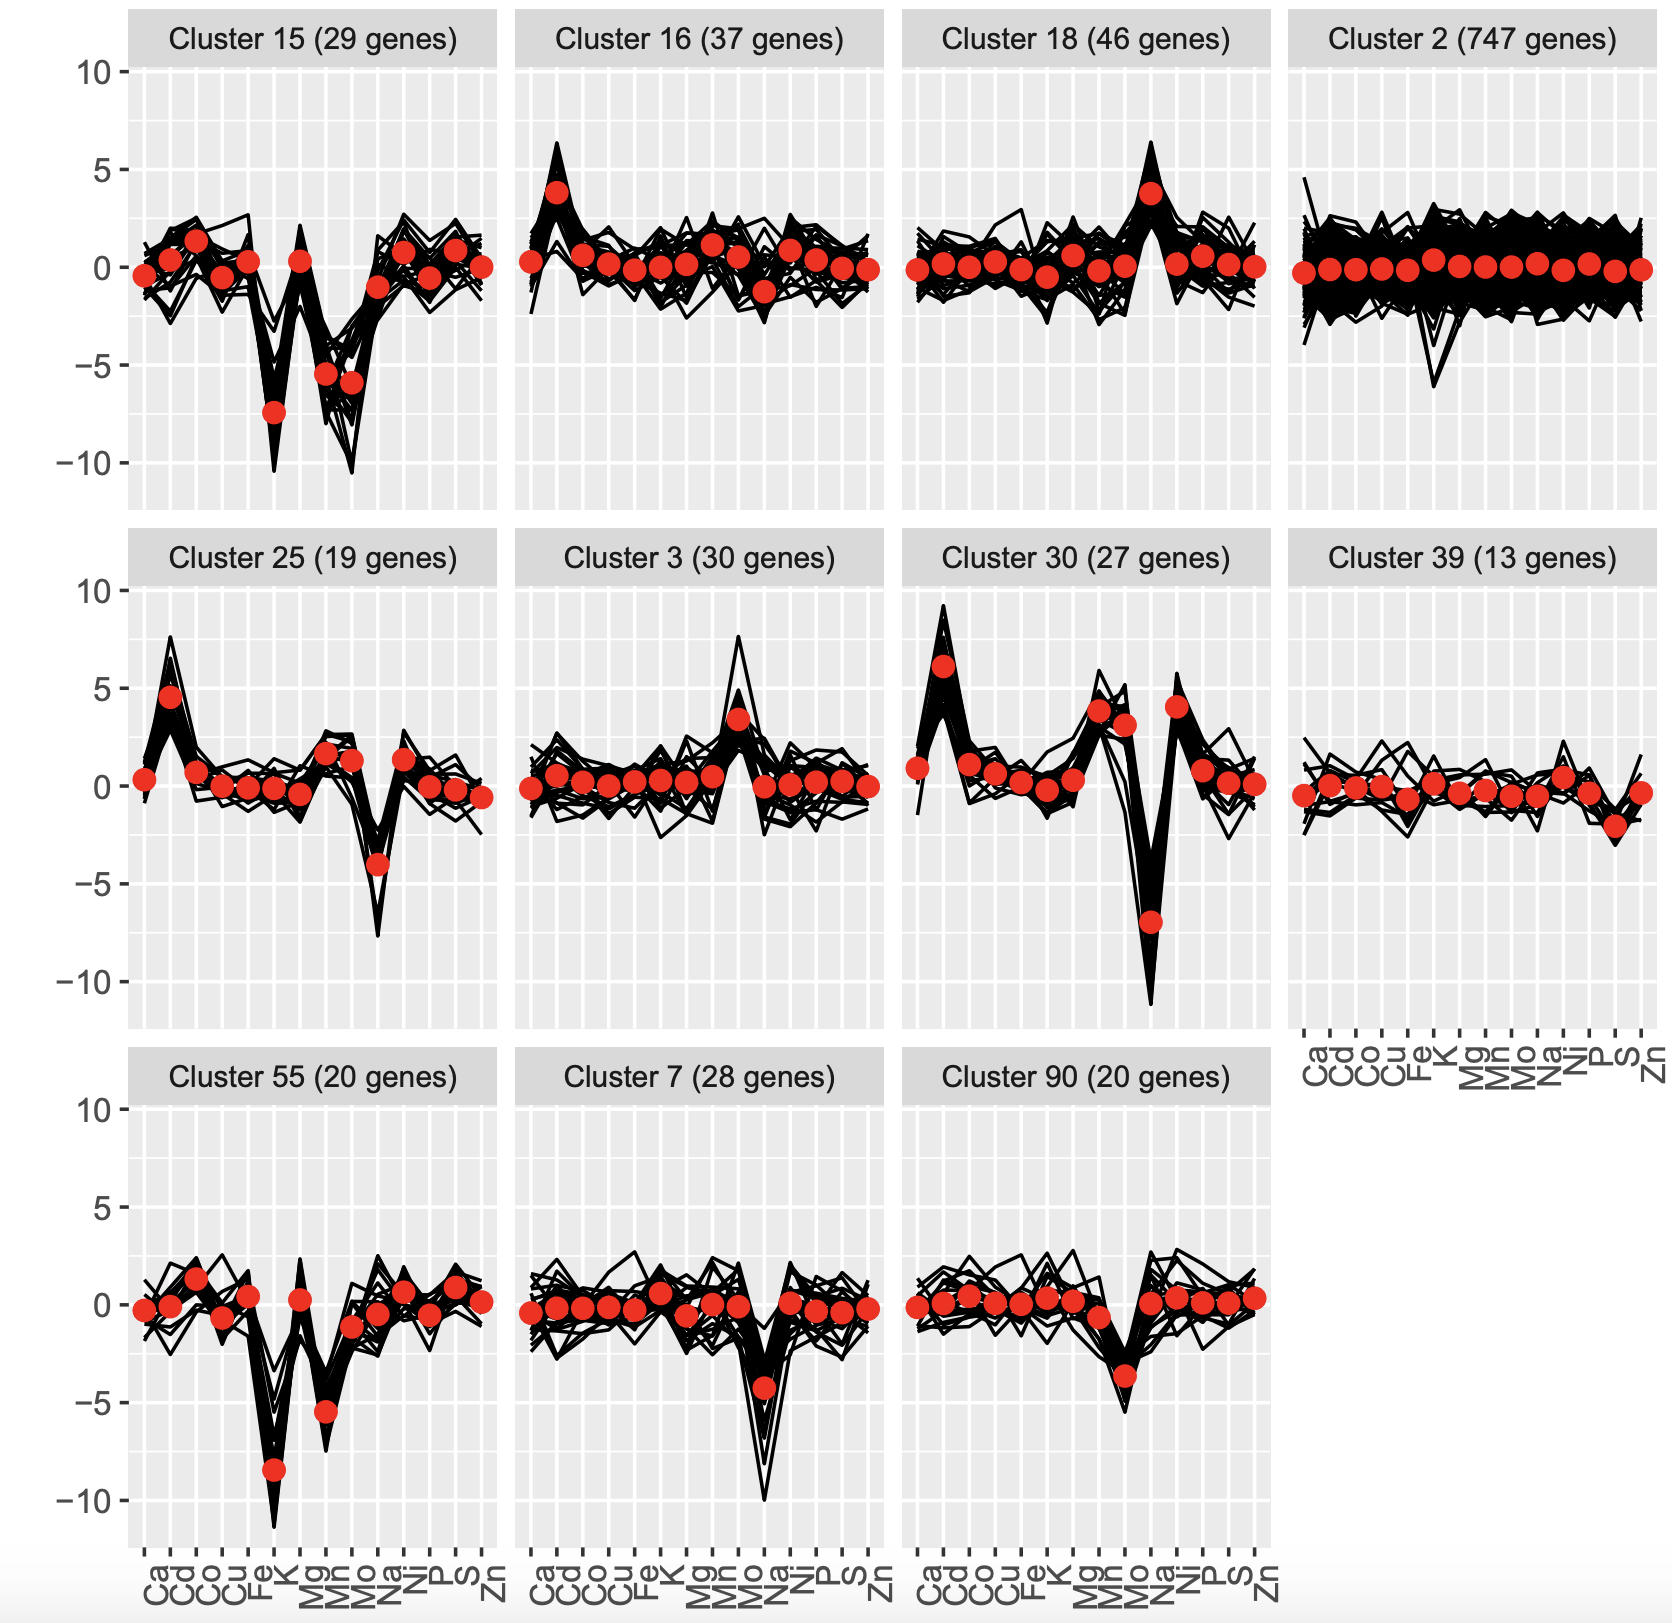 Cluster 15 (29 genes)
Cluster 16 (37 genes)
Cluster 18 (46 genes)
Cluster 2 (747 genes)
10
5
0
−5
−10
Cluster 25 (19 genes)
Cluster 3 (30 genes)
Cluster 30 (27 genes)
Cluster 39 (13 genes)
10
5
0
−5
−10
Ca
Cd
Co
Cu
Fe
K
Mg
Mn
Mo
Na
Ni
P
S
Zn
Cluster 55 (20 genes)
Cluster 7 (28 genes)
Cluster 90 (20 genes)
10
5
0
−5
−10
Ca
Cd
Co
Cu
Fe
K
Mg
Mn
Mo
Na
Ni
P
S
Zn
Ca
Cd
Co
Cu
Fe
K
Mg
Mn
Mo
Na
Ni
P
S
Zn
Ca
Cd
Co
Cu
Fe
K
Mg
Mn
Mo
Na
Ni
P
S
Zn